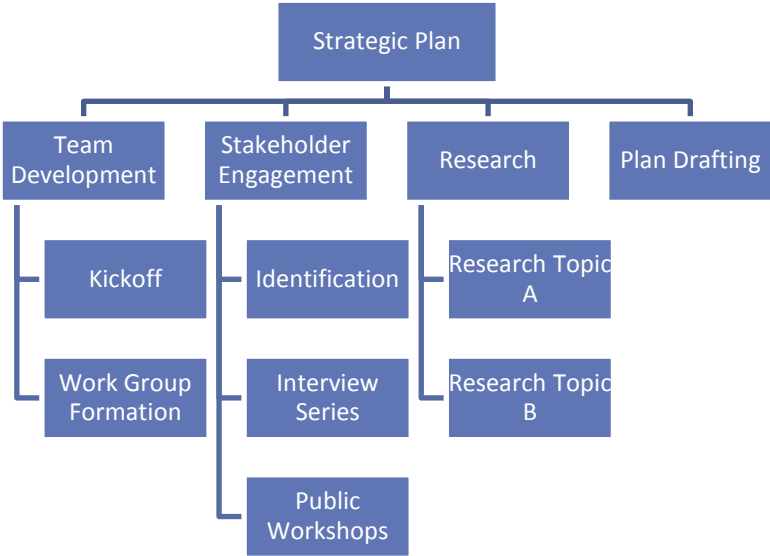 Strategic Plan
Team
Development
Stakeholder
Engagement
Research
Plan Drafting
Kickoff
Work Group
Formation
Identification
Interview
Series
Public
Workshops
Research Topic
A
Research Topic
B